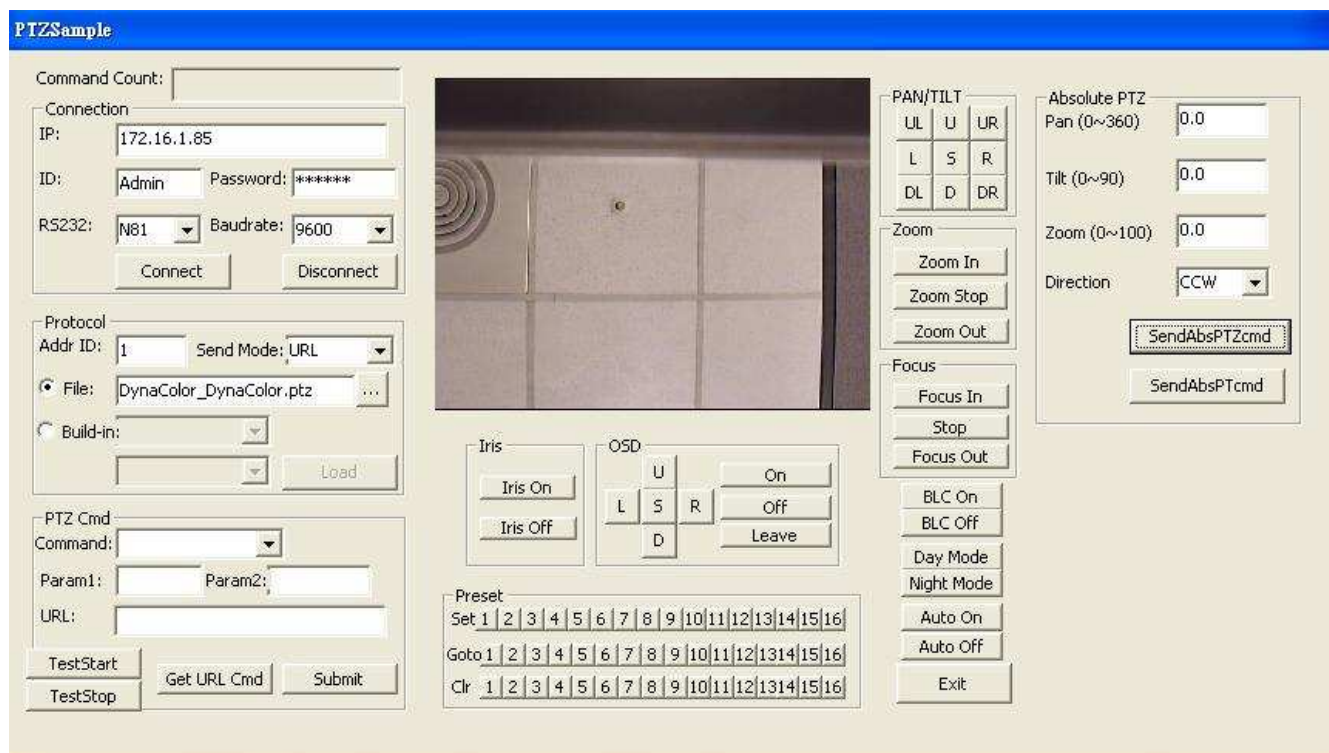 PTZSample
Command Count:
Connection
IP: 172.16.1.85
ID: Admin Password: ******
RS232: N81 Baudrate: 9600
Connect Disconnect
Protocol
Addr ID: 1 Send Mode: URL
File: DynaColor_DynaColor.ptz ...
Build-in:
Load
PTZ Cmd
Command:
Param1: Param2:
URL:
TestStart
TestStop
Get URL Cmd Submit
Iris
Iris On
Iris Off
OSD
U
L S R
D
On
Off
Leave
Preset
Set 1 2 3 4 5 6 7 8 9 10 11 12 13 14 15 16
Goto 1 2 3 4 5 6 7 8 9 10 11 12 13 14 15 16
Clr 1 2 3 4 5 6 7 8 9 10 11 12 13 14 15 16
PAN/TILT
UL U UR
L S R
DL D DR
Zoom
Zoom In
Zoom Stop
Zoom Out
Focus
Focus In
Stop
Focus Out
BLC On
BLC Off
Day Mode
Night Mode
Auto On
Auto Off
Exit
Absolute PTZ
Pan (0~360) 0.0
Tilt (0~90) 0.0
Zoom (0~100) 0.0
Direction CCW
SendAbsPTZcmd
SendAbsPTcmd